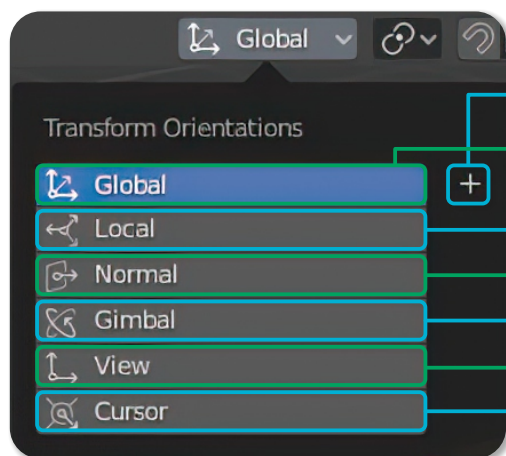 Global
Transform Orientations
Global
Local
Normal
Gimbal
View
Cursor